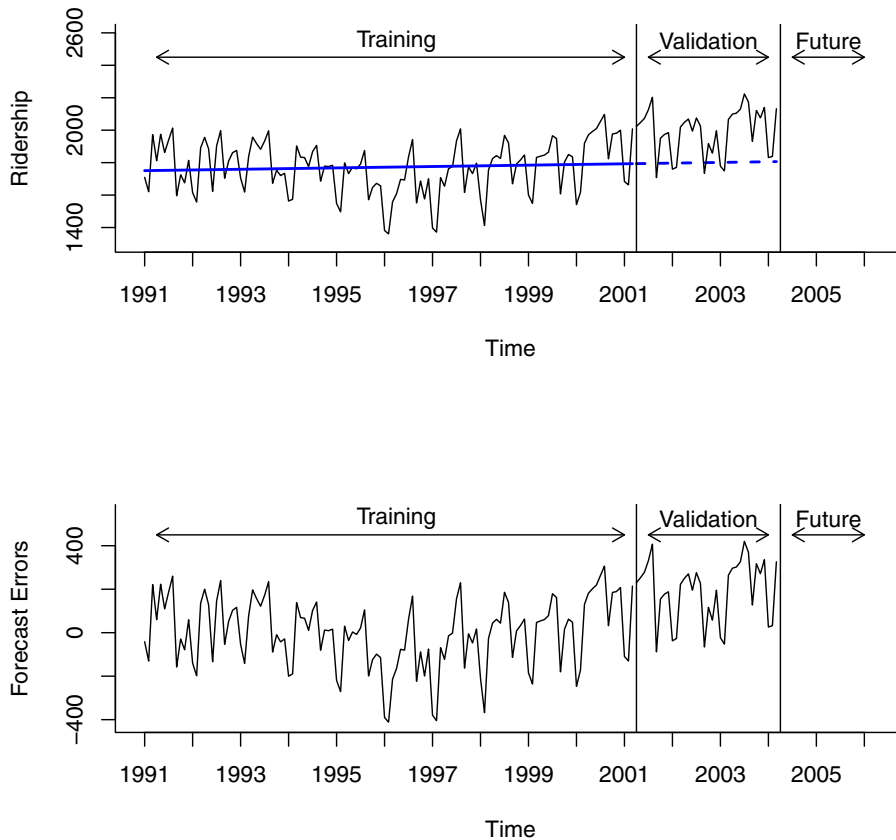 Training
Validation
Future
Ridership
2600
2000
1400
1991 1993 1995 1997 1999 2001 2003 2005
Time
Training
Validation
Future
Forecast Errors
400
0
−400
1991 1993 1995 1997 1999 2001 2003 2005
Time